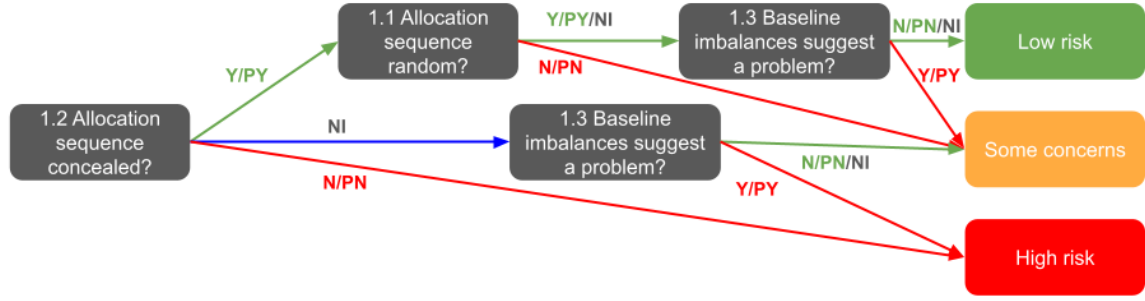 1.1 Allocation
sequence
random?
Y/PY/NI
N/PN
1.3 Baseline
imbalances suggest
a problem?
N/PN/NI
Y/PY
Low risk
Y/PY
1.2 Allocation
sequence
concealed?
NI
N/PN
1.3 Baseline
imbalances suggest
a problem?
N/PN/NI
Y/PY
Some concerns
High risk